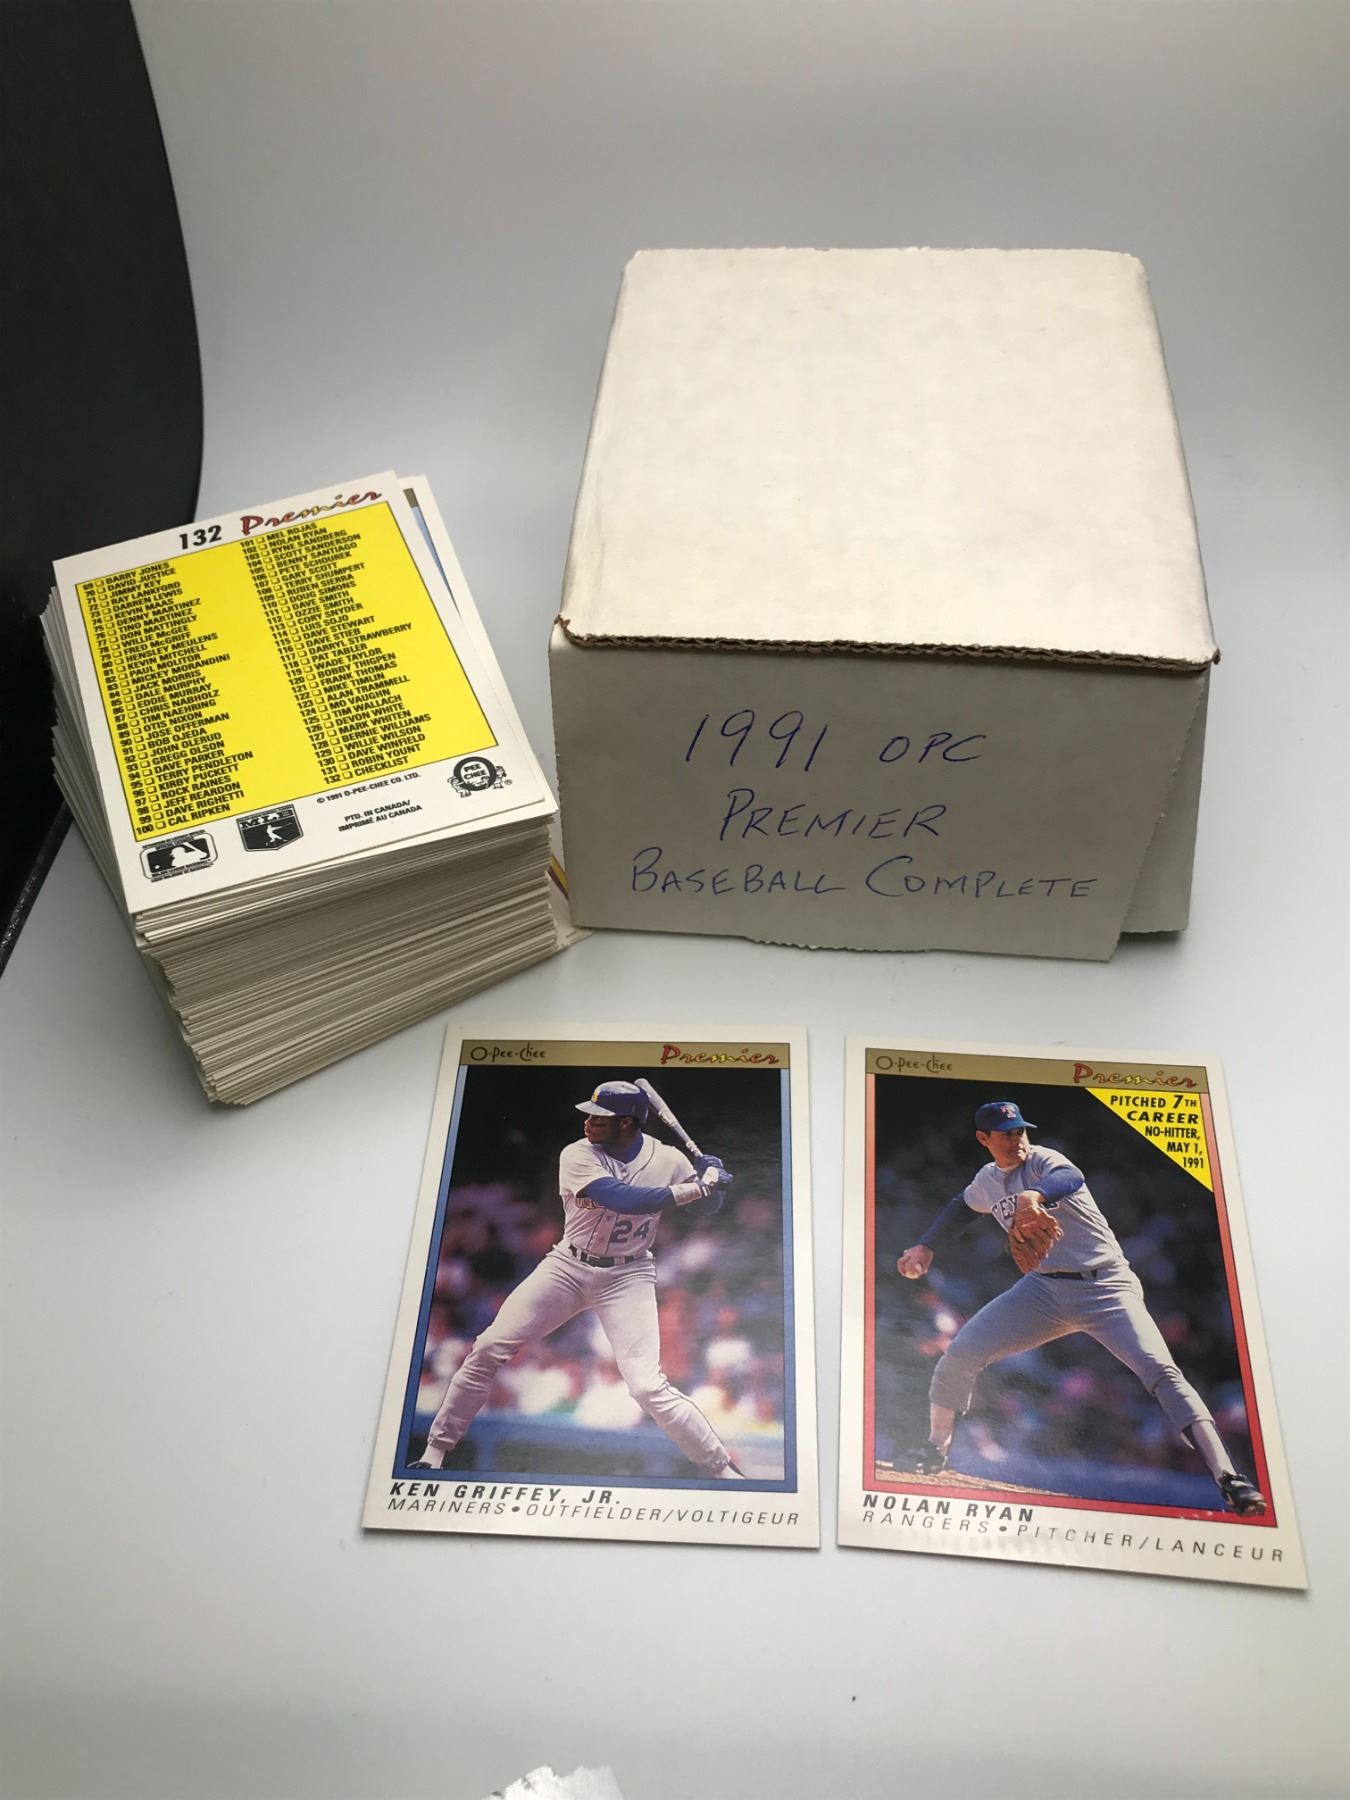 132 Premier
69 BARRY JONES
70 DAVID JUSTICE
71 JIMMY KEY
72 RAY LANKFORD
73 DARREN LEWIS
74 KEVIN MAAS
75 DENNY MARTINEZ
76 TINO MARTINEZ
77 DON MATTINGLY
78 WILLIE McGEE
79 FRED McGRIFF
80 HENSLEY MEULENS
81 KEVIN MITCHELL
82 PAUL MOLITOR
83 MICKEY MORANDINI
84 JACK MORRIS
85 DALE MURPHY
86 EDDIE MURRAY
87 CHRIS NABHOLZ
88 TIM NAEHRING
89 OTIS NIXON
90 JOSE OFFERMAN
91 BOB OJEDA
92 JOHN OLERUD
93 GREGG OLSON
94 DAVE PARKER
95 TERRY PENDLETON
96 KIRBY PUCKETT
97 ROCK RAINES
98 JEFF REARDON
99 DAVE RIGHETTI
100 CAL RIPKEN
101 MEL ROJAS
102 NOLAN RYAN
103 RYNE SANDBERG
104 SCOTT SANDERSON
105 BENNY SANTIAGO
106 PETE SCHOUREK
107 GARY SCOTT
108 TERRY SHUMPERT
109 RUBEN SIERRA
110 DOUG SIMONS
111 DAVE SMITH
112 OZZIE SMITH
113 CORY SNYDER
114 LUIS SOJO
115 DAVE STEWART
116 DAVE STIEB
117 DARRYL STRAWBERRY
118 PAT TABLER
119 WADE TAYLOR
120 BOBBY THIGPEN
121 FRANK THOMAS
122 MIKE TIMLIN
123 ALAN TRAMMELL
124 MO VAUGHN
125 TIM WALLACH
126 DEVON WHITE
127 MARK WHITEN
128 BERNIE WILLIAMS
129 WILLIE WILSON
130 DAVE WINFIELD
131 ROBIN YOUNT
132 CHECKLIST
© 1991 O-PEE-CHEE CO. LTD.
PTD. IN CANADA/
IMPRIMÉ AU CANADA
O PEE CHEE
MLB
1991 OPC
PREMIER
BASEBALL COMPLETE
O-Pee-Chee Premier
24
KEN GRIFFEY, JR.
MARINERS • OUTFIELDER/VOLTIGEUR
O-Pee-Chee Premier
PITCHED 7TH
CAREER
NO-HITTER,
MAY 1,
1991
T
TEX
NOLAN RYAN
RANGERS • PITCHER/LANCEUR